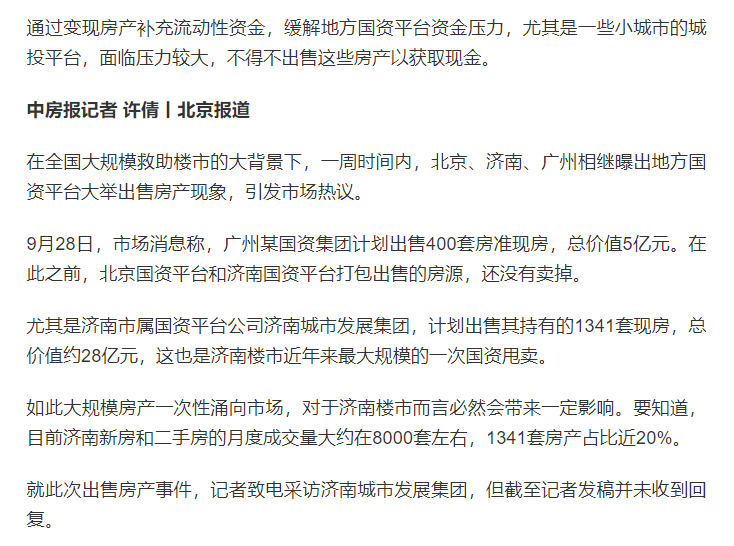 通过变现房产补充流动性资金，缓解地方国资平台资金压力，尤其是一些小城市的城
投平台，面临压力较大，不得不出售这些房产以获取现金。
中房报记者 许倩丨北京报道
在全国大规模救助楼市的大背景下，一周时间内，北京、济南、广州相继曝出地方国
资平台大举出售房产现象，引发市场热议。
9月28日，市场消息称，广州某国资集团计划出售400套房准现房，总价值5亿元。在
此之前，北京国资平台和济南国资平台打包出售的房源，还没有卖掉。
尤其是济南市属国资平台公司济南城市发展集团，计划出售其持有的1341套现房，总
价值约28亿元，这也是济南楼市近年来最大规模的一次国资甩卖。
如此大规模房产一次性涌向市场，对于济南楼市而言必然会带来一定影响。要知道，
目前济南新房和二手房的月度成交量大约在8000套左右，1341套房产占比近20%。
就此次出售房产事件，记者致电采访济南城市发展集团，但截至记者发稿并未收到回
复。